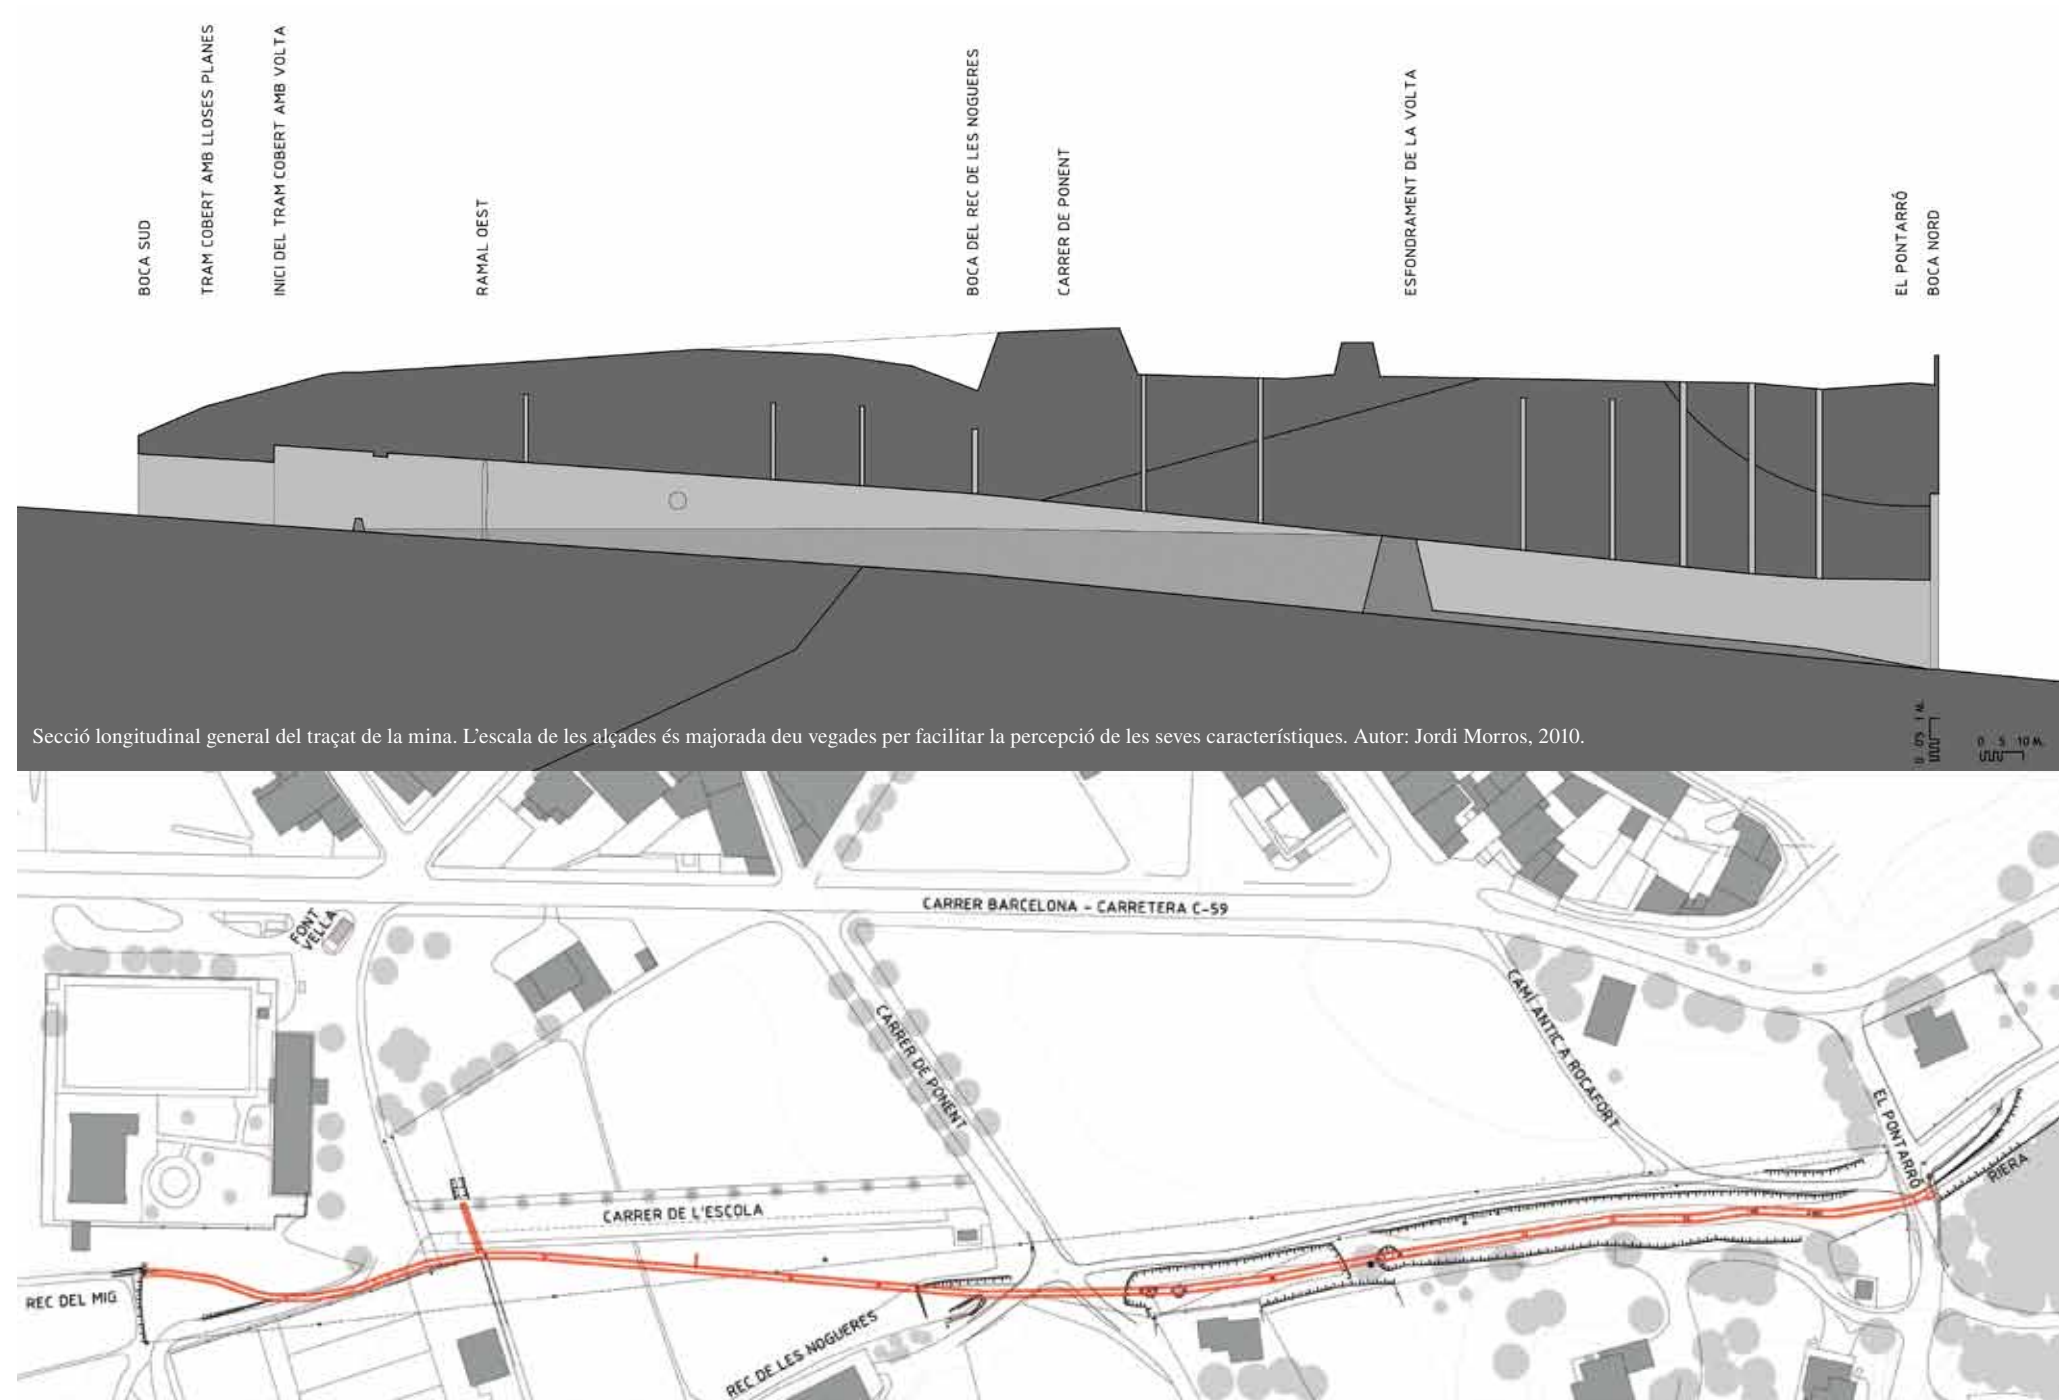 BOCA SUD
TRAM COBERT AMB LLOSES PLANES
INICI DEL TRAM COBERT AMB VOLTA
RAMAL OEST
BOCA DEL REC DE LES NOGUERES
CARRER DE PONENT
ESFONDRAMENT DE LA VOLTA
EL PONTARRÓ
BOCA NORD
Secció longitudinal general del traçat de la mina. L'escala de les alçades és majorada deu vegades per facilitar la percepció de les seves característiques. Autor: Jordi Morros, 2010.
0 0'5 1 M.
0 5 10 M.
CARRER BARCELONA - CARRETERA C-59
FONT
VELLA
CARRER DE PONENT
CAMÍ ANTIC A ROCAFORT
EL PONTARRÓ
RIERA
CARRER DE L'ESCOLA
REC DEL MIG
REC DE LES NOGUERES